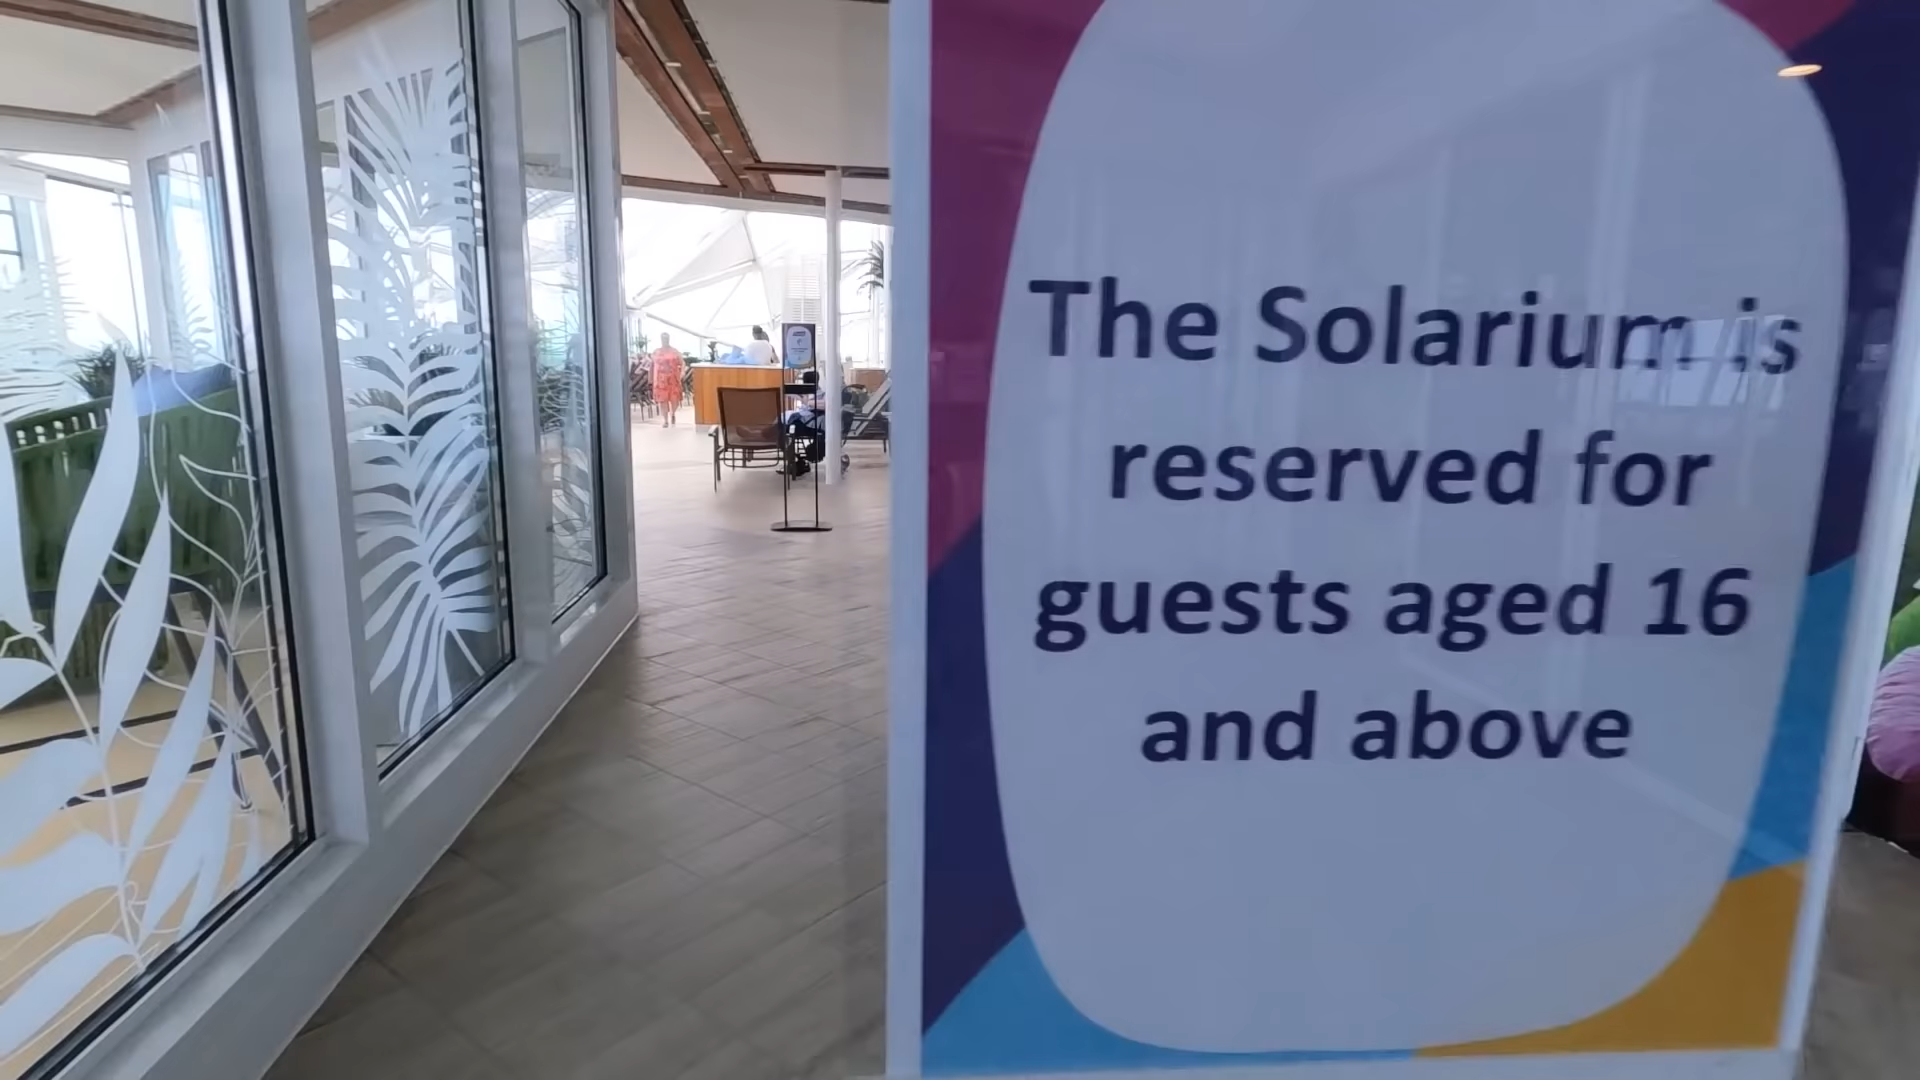 The Solarium is
reserved for
guests aged 16
and above